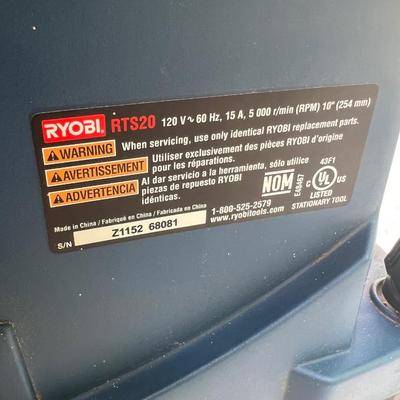 RYOBI RTS20 120 V ~ 60 Hz, 15 A, 5 000 r/min (RPM) 10" (254 mm)
WARNING When servicing, use only identical RYOBI replacement parts.
AVERTISSEMENT Utiliser exclusivement des pièces RYOBI d'origine
pour les réparations.
ADVERTENCIA Al dar servicio a la herramienta, sólo utilice
piezas de repuesto RYOBI
NOM
E68467
43F1
C UL US
LISTED
STATIONARY TOOL
Made in China / Fabriqué en China / Fabricada en China
1-800-525-2579
S/N Z1152 68081
www.ryobitools.com